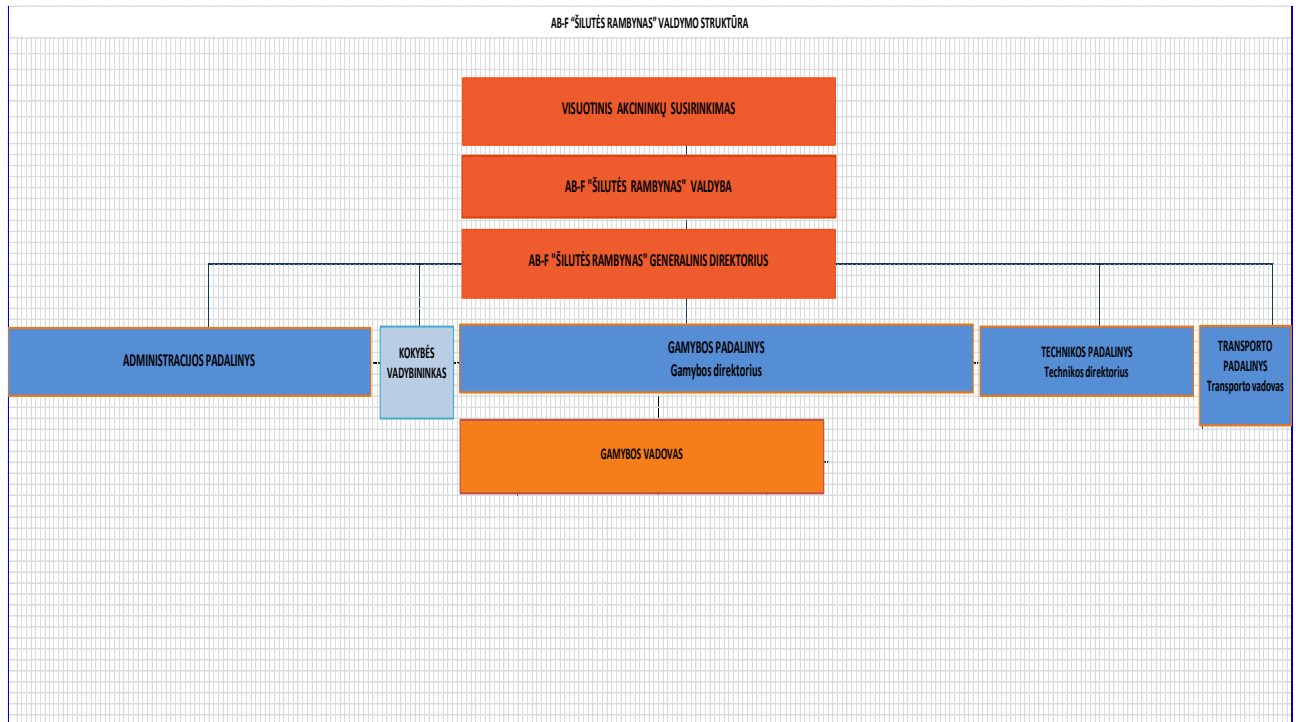 AB-F "ŠILUTĖS RAMBYNAS" VALDYMO STRUKTŪRA
VISUOTINIS AKCININKŲ SUSIRINKIMAS
AB-F "ŠILUTĖS RAMBYNAS" VALDYBA
AB-F "ŠILUTĖS RAMBYNAS" GENERALINIS DIREKTORIUS
ADMINISTRACIJOS PADALINYS
KOKYBĖS
VADYBININKAS
GAMYBOS PADALINYS
Gamybos direktorius
TECHNIKOS PADALINYS
Technikos direktorius
TRANSPORTO
PADALINYS
Transporto vadovas
GAMYBOS VADOVAS